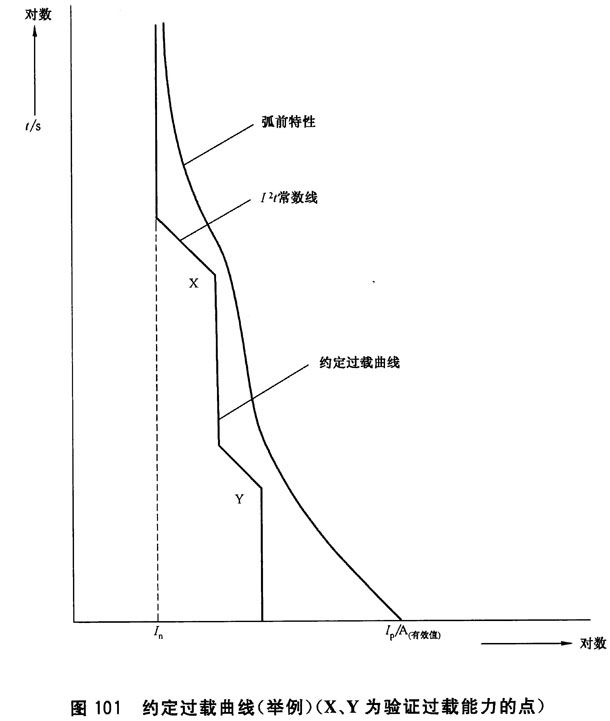 对数
t/s
弧前特性
I²t常数线
X
约定过载曲线
Y
Iₙ
Iₚ/A(有效值)
对数
图 101 约定过载曲线(举例)(X、Y 为验证过载能力的点)